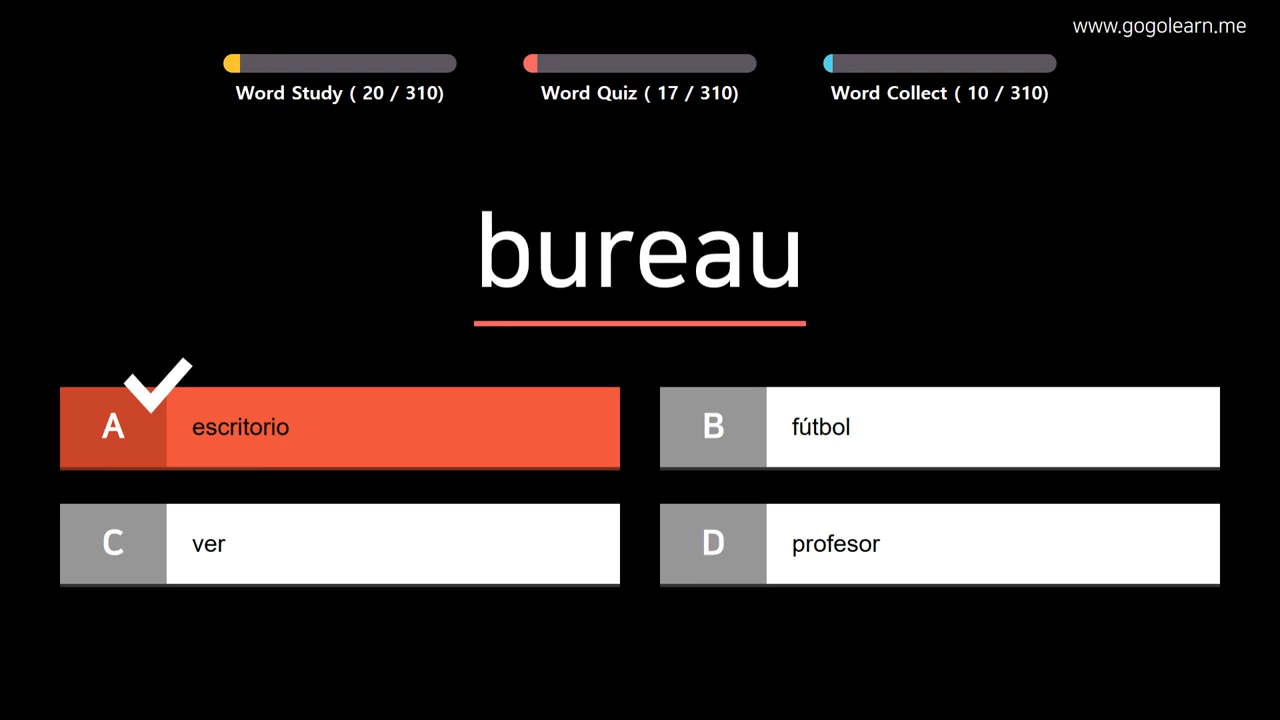 www.gogolearn.me
Word Study ( 20 / 310)
Word Quiz ( 17 / 310)
Word Collect ( 10 / 310)
bureau
A escritorio
B fútbol
C ver
D profesor